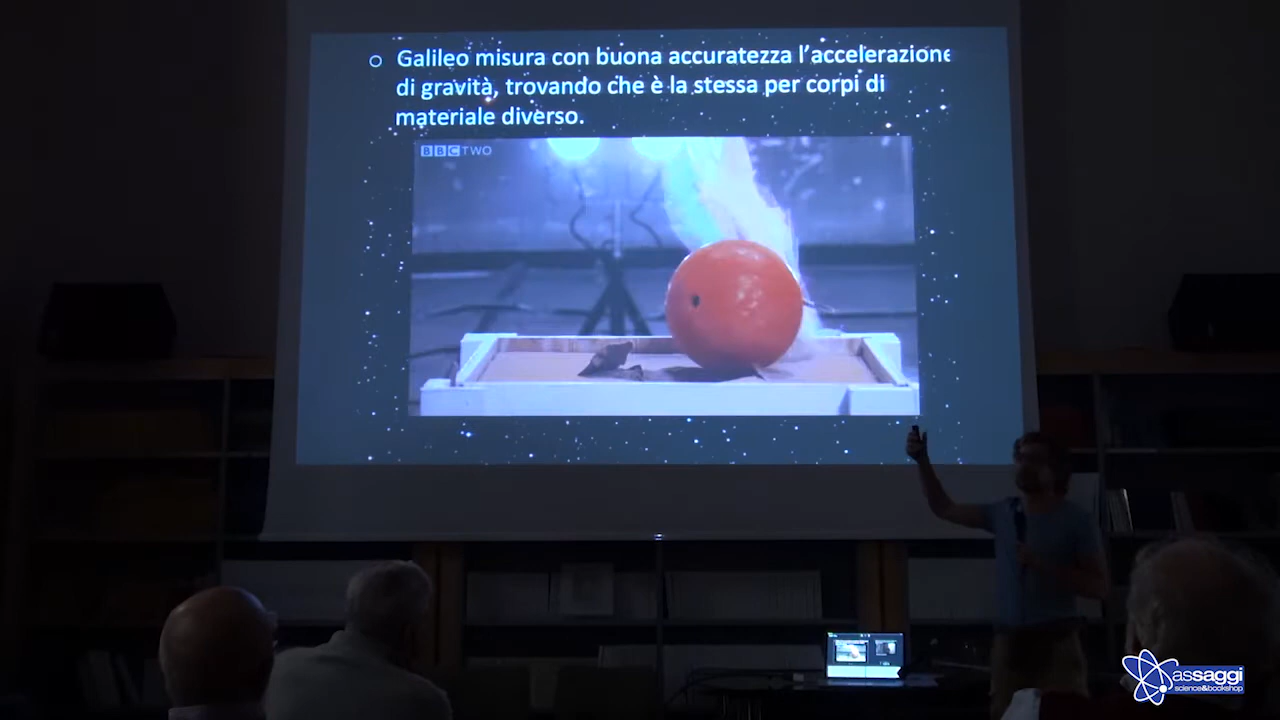 Galileo misura con buona accuratezza l'accelerazione
di gravità, trovando che è la stessa per corpi di
materiale diverso.
BBC TWO
assaggi
science&bookshop